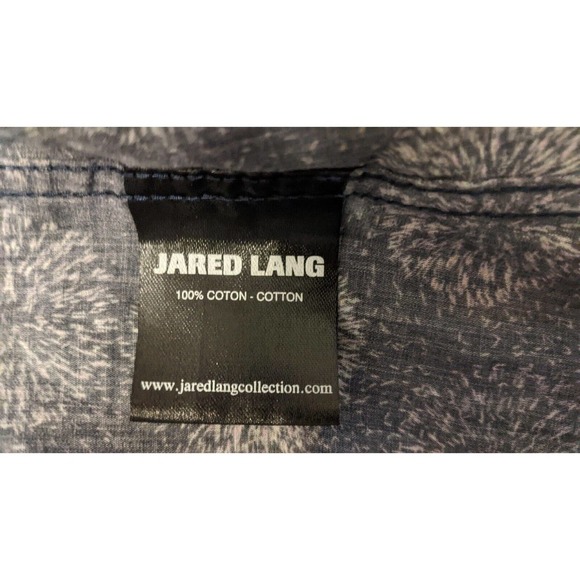 JARED LANG
100% COTON - COTTON
www.jaredlangcollection.com